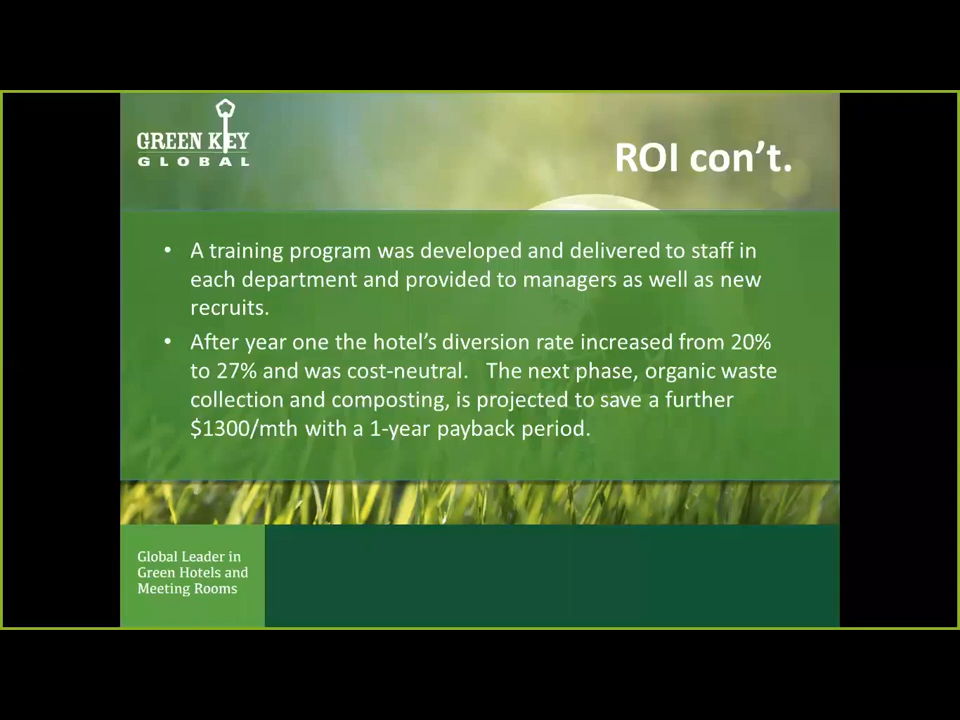 GREEN KEY
GLOBAL
ROI con’t.
• A training program was developed and delivered to staff in
each department and provided to managers as well as new
recruits.
• After year one the hotel’s diversion rate increased from 20%
to 27% and was cost-neutral.   The next phase, organic waste
collection and composting, is projected to save a further
$1300/mth with a 1-year payback period.
Global Leader in
Green Hotels and
Meeting Rooms